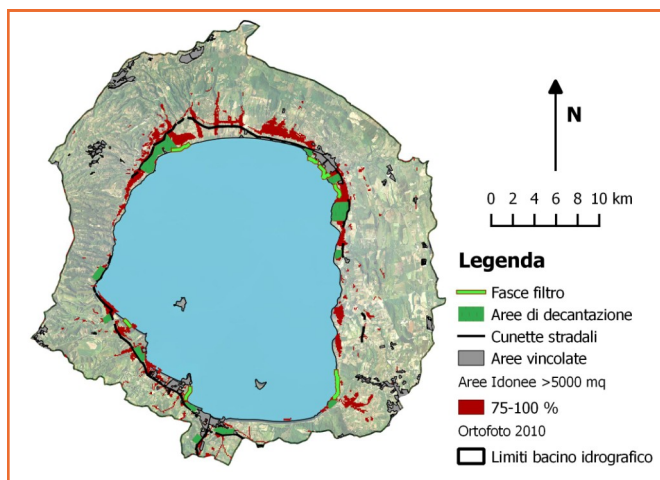 N
0 2 4 6 8 10 km
Legenda
Fasce filtro
Aree di decantazione
Cunette stradali
Aree vincolate
Aree Idonee >5000 mq
75-100 %
Ortofoto 2010
Limiti bacino idrografico